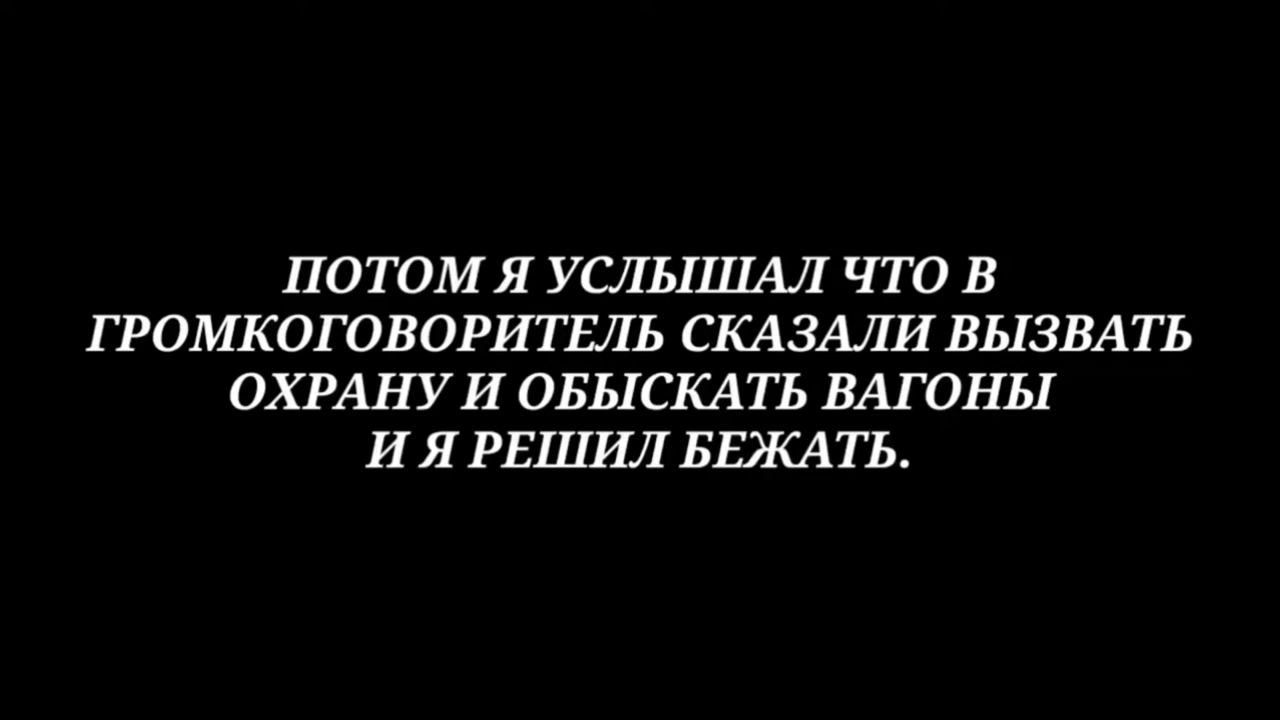 ПОТОМ Я УСЛЫШАЛ ЧТО В
ГРОМКОГОВОРИТЕЛЬ СКАЗАЛИ ВЫЗВАТЬ
ОХРАНУ И ОБЫСКАТЬ ВАГОНЫ
И Я РЕШИЛ БЕЖАТЬ.